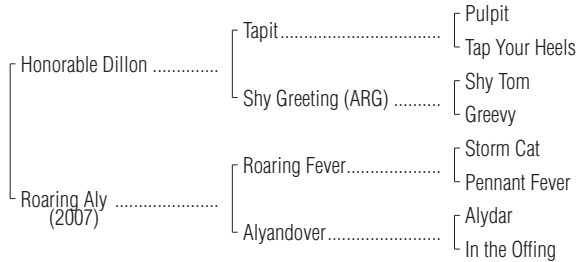 Pulpit
Tapit
Tap Your Heels
Honorable Dillon
Shy Tom
Shy Greeting (ARG)
Greevy
Storm Cat
Roaring Fever
Pennant Fever
Roaring Aly
(2007)
Alydar
Alyandover
In the Offing